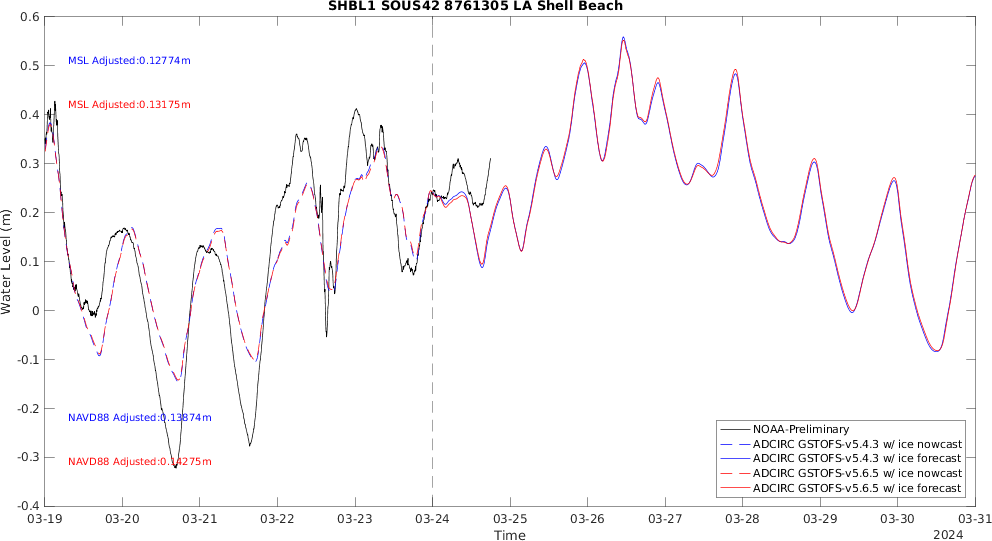 SHBL1 SOUS42 8761305 LA Shell Beach
0.6
0.5
0.4
0.3
0.2
0.1
0
-0.1
-0.2
-0.3
-0.4
Water Level (m)
MSL Adjusted:0.12774m
MSL Adjusted:0.13175m
NAVD88 Adjusted:0.13874m
NAVD88 Adjusted:0.14275m
NOAA-Preliminary
ADCIRC GSTOFS-v5.4.3 w/ ice nowcast
ADCIRC GSTOFS-v5.4.3 w/ ice forecast
ADCIRC GSTOFS-v5.6.5 w/ ice nowcast
ADCIRC GSTOFS-v5.6.5 w/ ice forecast
03-19 03-20 03-21 03-22 03-23 03-24 03-25 03-26 03-27 03-28 03-29 03-30 03-31
Time
2024